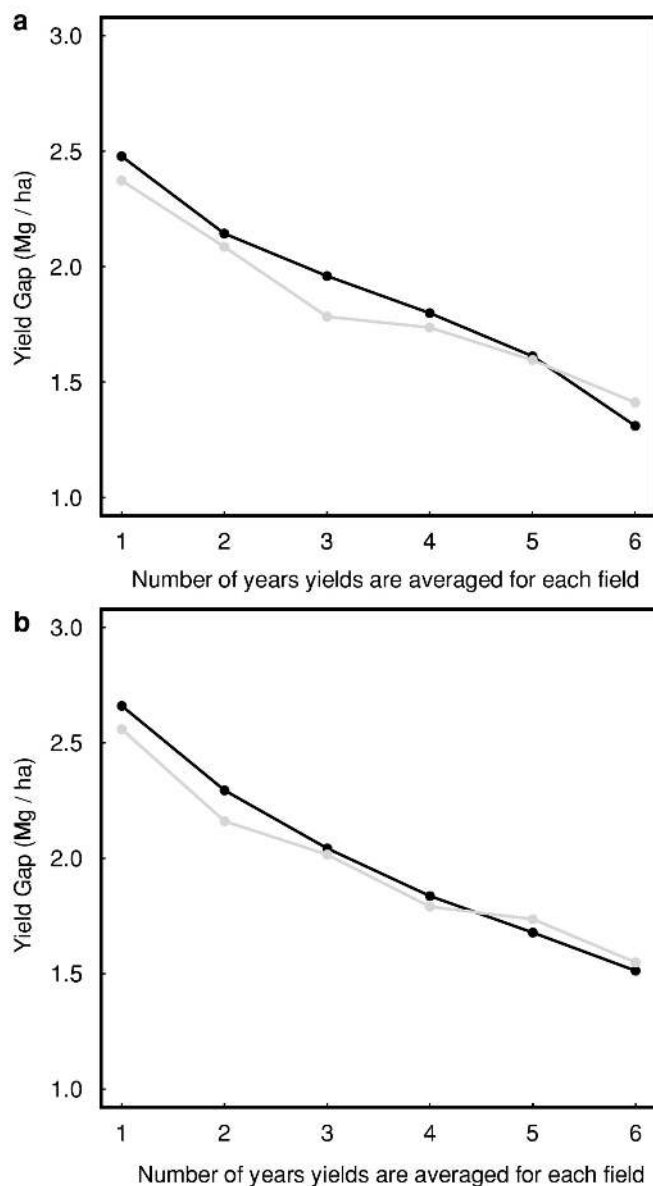 a
3.0
2.5
2.0
1.5
1.0
Yield Gap (Mg / ha)
1 2 3 4 5 6
Number of years yields are averaged for each field
b
3.0
2.5
2.0
1.5
1.0
Yield Gap (Mg / ha)
1 2 3 4 5 6
Number of years yields are averaged for each field